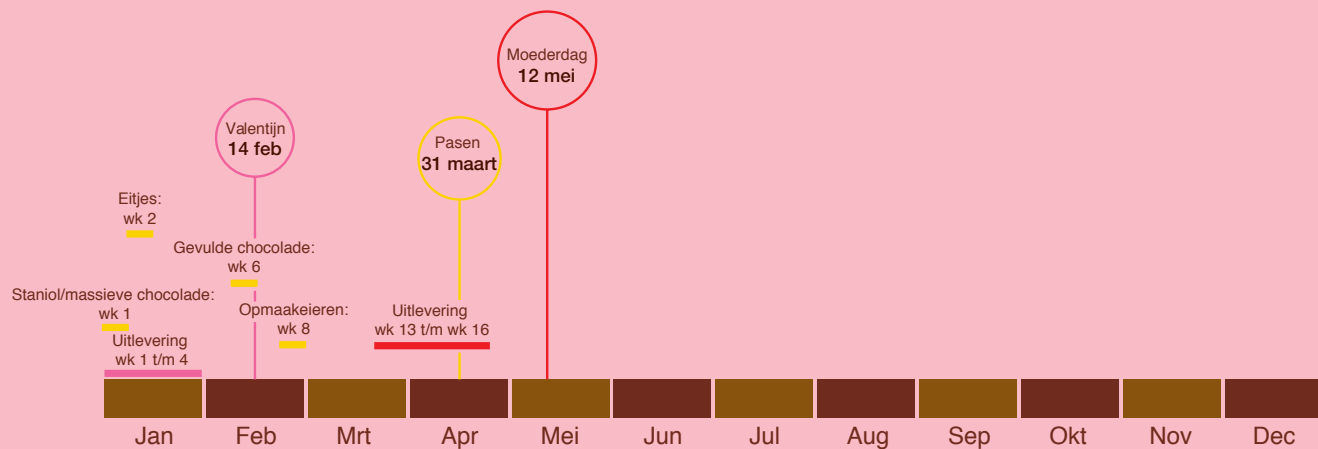 Moederdag
12 mei
Valentijn
14 feb
Pasen
31 maart
Eitjes:
wk 2
Gevulde chocolade:
wk 6
Staniol/massieve chocolade:
wk 1
Opmaakeieren:
wk 8
Uitlevering
wk 13 t/m wk 16
Uitlevering
wk 1 t/m 4
Jan Feb Mrt Apr Mei Jun Jul Aug Sep Okt Nov Dec